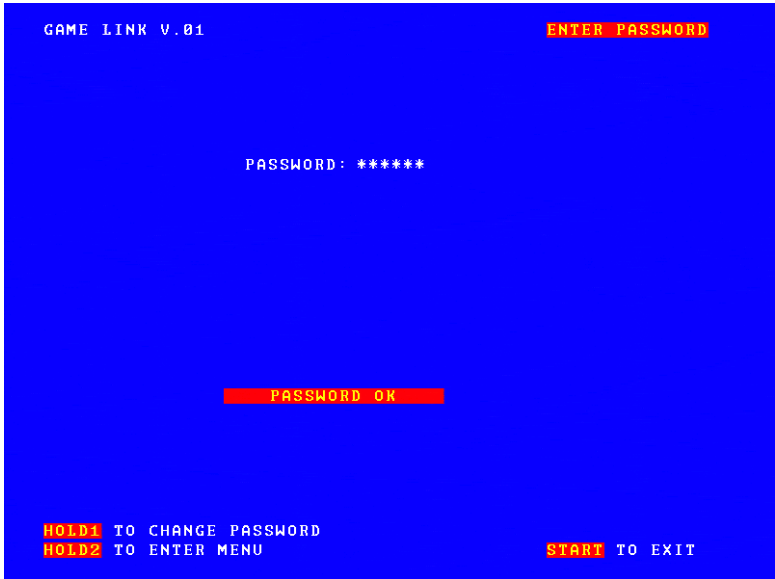 GAME LINK V.01 ENTER PASSWORD
PASSWORD: ******
PASSWORD OK
HOLD1 TO CHANGE PASSWORD
HOLD2 TO ENTER MENU START TO EXIT